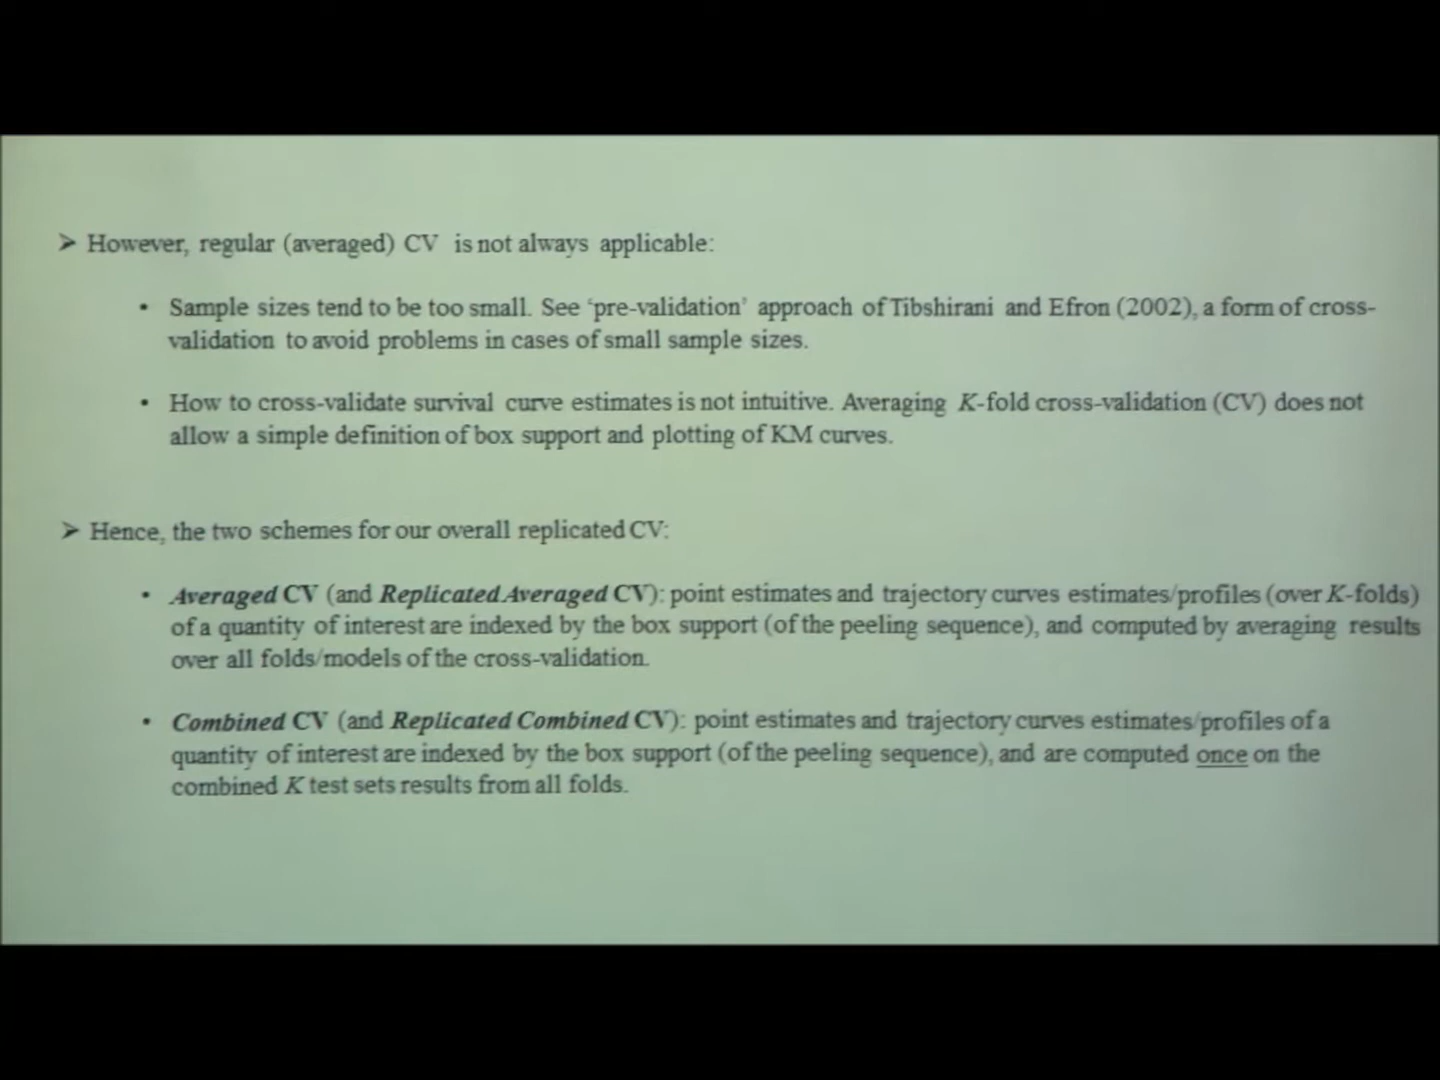 ➤ However, regular (averaged) CV is not always applicable:
• Sample sizes tend to be too small. See 'pre-validation' approach of Tibshirani and Efron (2002), a form of cross-
validation to avoid problems in cases of small sample sizes.
• How to cross-validate survival curve estimates is not intuitive. Averaging K-fold cross-validation (CV) does not
allow a simple definition of box support and plotting of KM curves.
➤ Hence, the two schemes for our overall replicated CV:
• Averaged CV (and Replicated Averaged CV): point estimates and trajectory curves estimates/profiles (over K-folds)
of a quantity of interest are indexed by the box support (of the peeling sequence), and computed by averaging results
over all folds/models of the cross-validation.
• Combined CV (and Replicated Combined CV): point estimates and trajectory curves estimates/profiles of a
quantity of interest are indexed by the box support (of the peeling sequence), and are computed once on the
combined K test sets results from all folds.